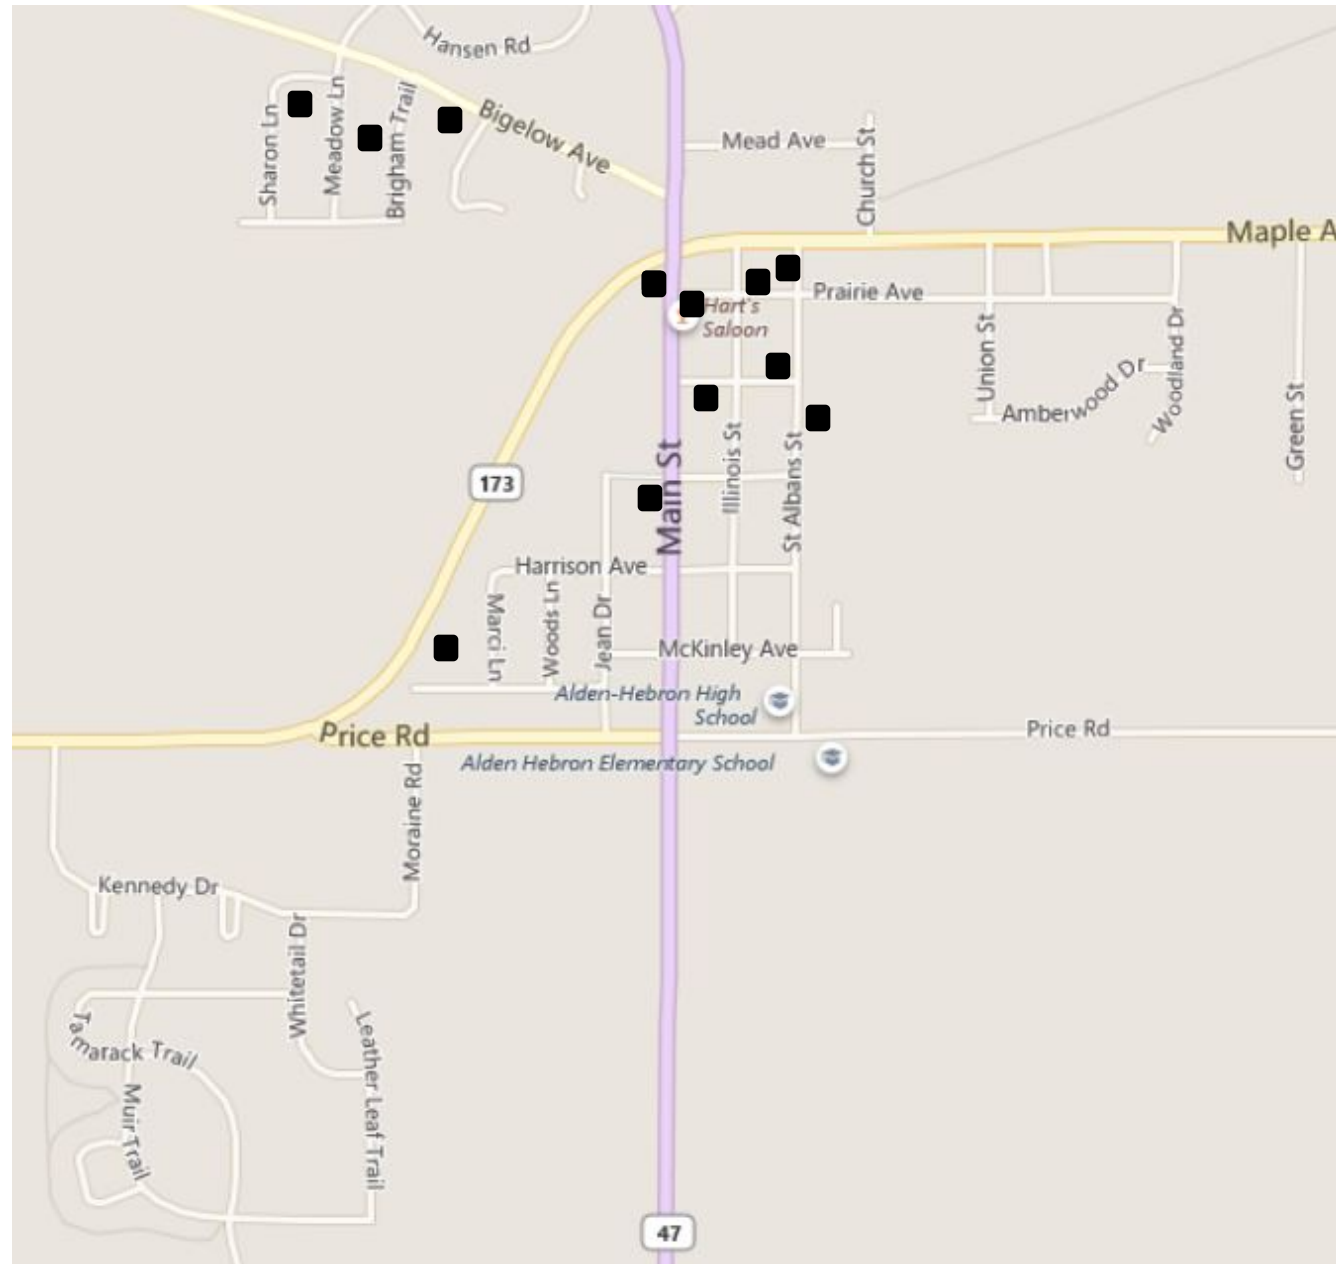 Hansen Rd
Bigelow Ave
Sharon Ln
Meadow Ln
Brigham Trail
Mead Ave
Church St
Maple A
Hart's
Saloon
Prairie Ave
Union St
Amberwood Dr
Woodland Dr
Green St
173
Main St
Illinois St
St Albans St
Harrison Ave
Marci Ln
Woods Ln
Jean Dr
McKinley Ave
Alden-Hebron High
School
Price Rd
Price Rd
Alden Hebron Elementary School
Moraine Rd
Kennedy Dr
Whitetail Dr
Tamarack Trail
Leather Leaf Trail
Muir Trail
47